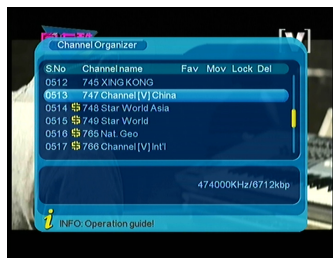 [V]
Channel Organizer
S.No Channel name Fav Mov Lock Del
0512 745 XING KONG
0513 747 Channel [V] China
0514 $ 748 Star World Asia
0515 $ 749 Star World
0516 $ 765 Nat. Geo
0517 $ 766 Channel [V] Int'l
474000KHz/6712kbp
i INFO: Operation guide!